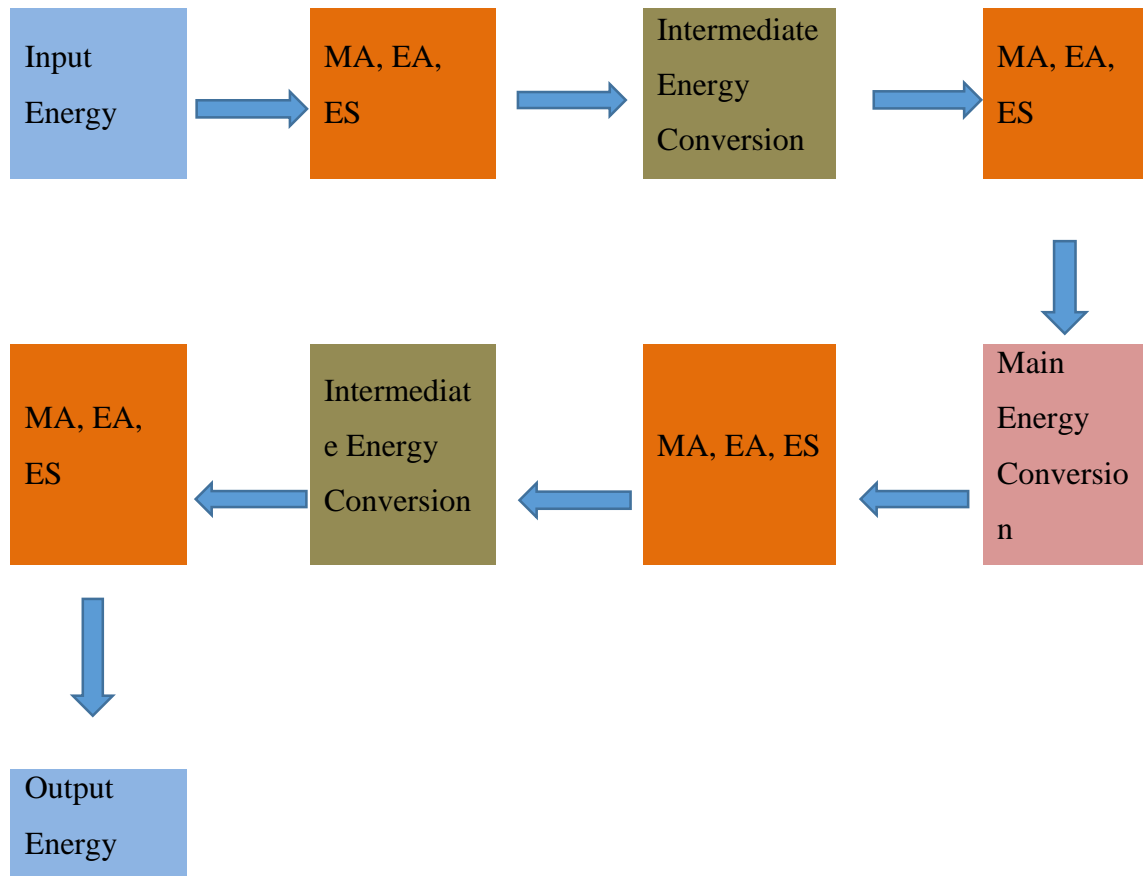 Input
Energy
MA, EA,
ES
Intermediate
Energy
Conversion
MA, EA,
ES
Main
Energy
Conversio
n
MA, EA, ES
Intermediat
e Energy
Conversion
MA, EA,
ES
Output
Energy